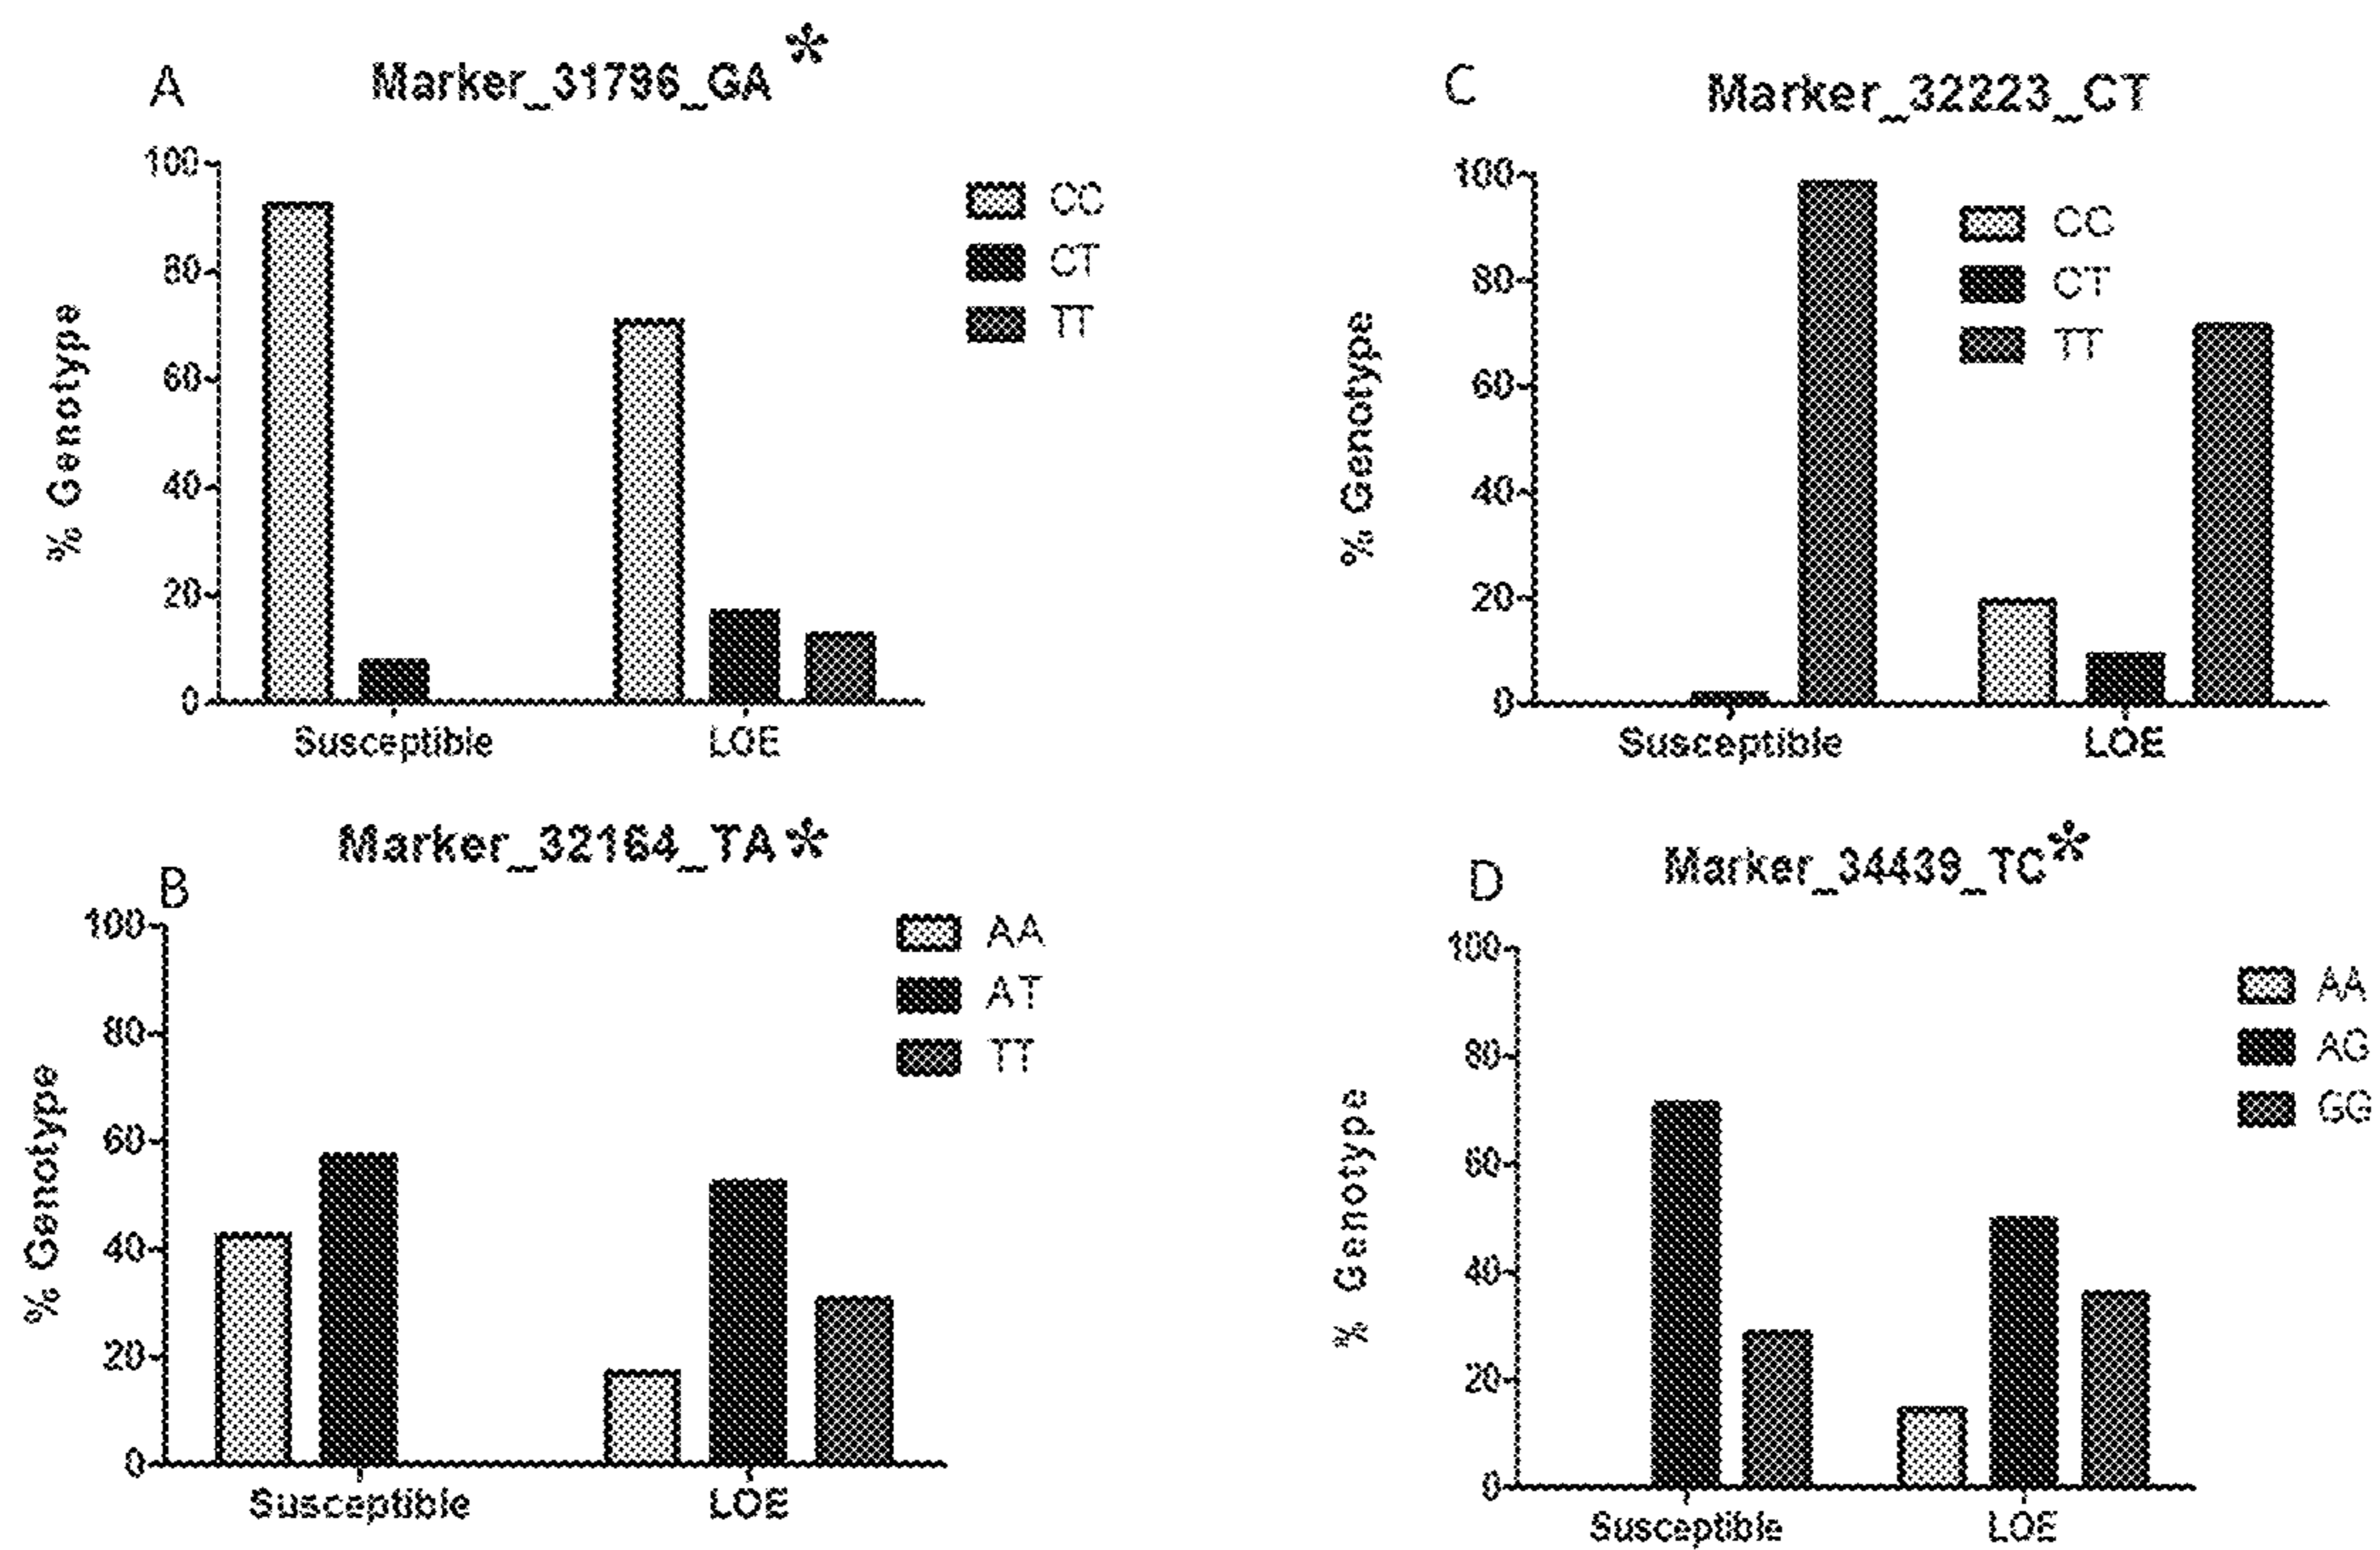 A
Marker_31796_GA *
100
80
60
40
20
0
% Genotype
Susceptible
LOE
CC
CT
TT
C
Marker_32223_CT
100
80
60
40
20
0
% Genotype
Susceptible
LOE
CC
CT
TT
B
Marker_32164_TA *
100
80
60
40
20
0
% Genotype
Susceptible
LOE
AA
AT
TT
D
Marker_34439_TC *
100
80
60
40
20
0
% Genotype
Susceptible
LOE
AA
AG
GG